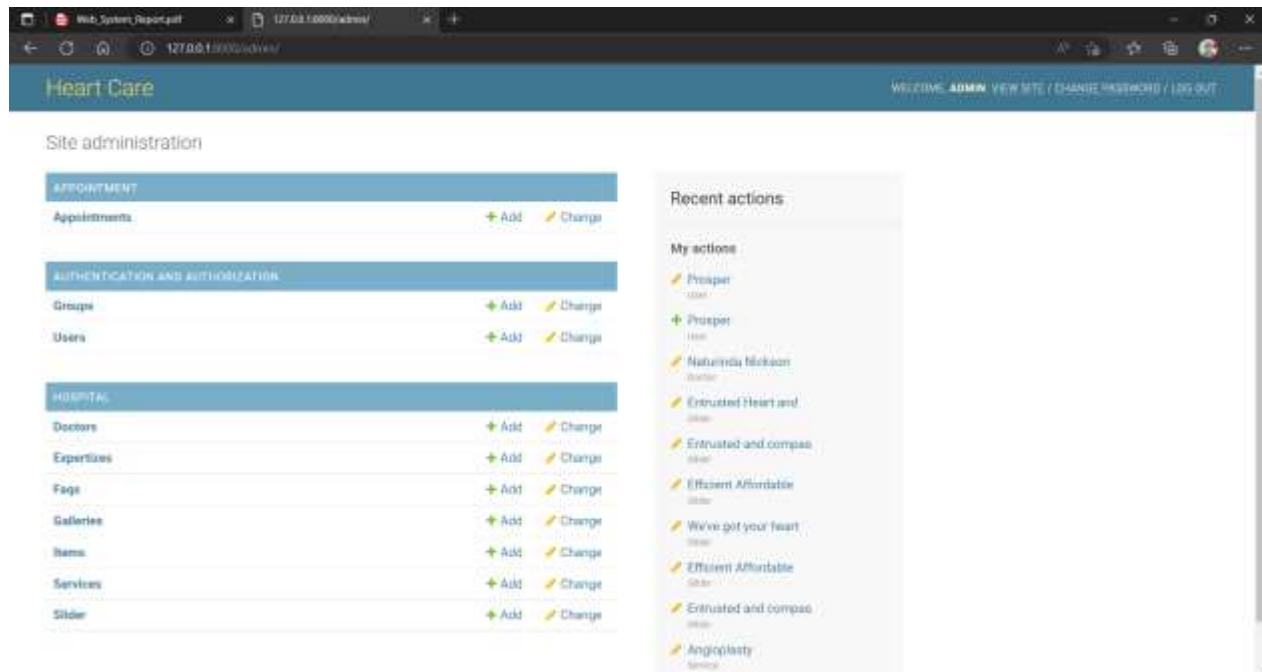 Web_System_Report.pdf
127.0.0.1:8000/admin/
127.0.0.1:8000/admin/
Heart Care
WELCOME, ADMIN. VIEW SITE / CHANGE PASSWORD / LOG OUT
Site administration
APPOINTMENT
Appointments + Add Change
AUTHENTICATION AND AUTHORIZATION
Groups + Add Change
Users + Add Change
HOSPITAL
Doctors + Add Change
Expertizes + Add Change
Faqs + Add Change
Galleries + Add Change
Items + Add Change
Services + Add Change
Slider + Add Change
Recent actions
My actions
Prosper
User
+ Prosper
User
Naturinda Nickson
Doctor
Entrusted Heart and
Slider
Entrusted and compas
Slider
Efficient Affordable
Slider
We've got your heart
Slider
Efficient Affordable
Slider
Entrusted and compas
Slider
Angioplasty
Service